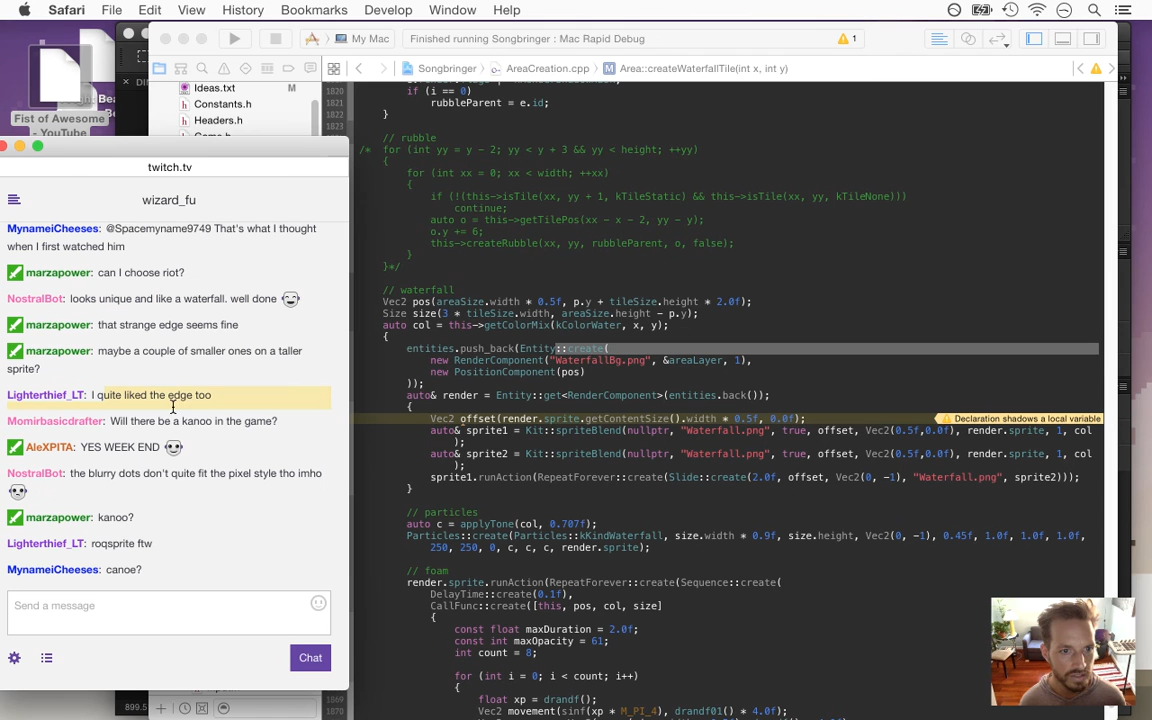 Safari File Edit View History Bookmarks Develop Window Help
My Mac
Finished running Songbringer : Mac Rapid Debug
1
Songbringer
AreaCreation.cpp
M Area::createWaterfallTile(int x, int y)
Fist of Awesome
- YouTube
Ideas.txt M
Constants.h
Headers.h
twitch.tv
wizard_fu
MynameiCheeses: @Spacemyname9749 That's what I thought
when I first watched him
marzapower: can I choose riot?
NostralBot: looks unique and like a waterfall. well done
marzapower: that strange edge seems fine
marzapower: maybe a couple of smaller ones on a taller
sprite?
Lighterthief_LT: I quite liked the edge too
Momirbasicdrafter: Will there be a kanoo in the game?
AleXPITA: YES WEEK END
NostralBot: the blurry dots don't quite fit the pixel style tho imho
marzapower: kanoo?
Lighterthief_LT: roqsprite ftw
MynameiCheeses: canoe?
Send a message
Chat
899.5
1820
1821
1822
1823
if (i == 0)
rubbleParent = e.id;
}
// rubble
/* for (int yy = y - 2; yy < y + 3 && yy < height; ++yy)
{
for (int xx = 0; xx < width; ++xx)
{
if (!(this->isTile(xx, yy + 1, kTileStatic) && this->isTile(xx, yy, kTileNone)))
continue;
auto o = this->getTilePos(xx - x - 2, yy - y);
o.y += 6;
this->createRubble(xx, yy, rubbleParent, o, false);
}
}*/
// waterfall
Vec2 pos(areaSize.width * 0.5f, p.y + tileSize.height * 2.0f);
Size size(3 * tileSize.width, areaSize.height - p.y);
auto col = this->getColorMix(kColorWater, x, y);
{
entities.push_back(Entity::create(
new RenderComponent("WaterfallBg.png", &areaLayer, 1),
new PositionComponent(pos)
));
auto& render = Entity::get<RenderComponent>(entities.back());
{
Vec2 offset(render.sprite.getContentSize().width * 0.5f, 0.0f);
Declaration shadows a local variable
auto& sprite1 = Kit::spriteBlend(nullptr, "Waterfall.png", true, offset, Vec2(0.5f,0.0f), render.sprite, 1, col
);
auto& sprite2 = Kit::spriteBlend(nullptr, "Waterfall.png", true, offset, Vec2(0.5f,0.0f), render.sprite, 1, col
);
sprite1.runAction(RepeatForever::create(Slide::create(2.0f, offset, Vec2(0, -1), "Waterfall.png", sprite2)));
}
// particles
auto c = applyTone(col, 0.707f);
Particles::create(Particles::kKindWaterfall, size.width * 0.9f, size.height, Vec2(0, -1), 0.45f, 1.0f, 1.0f, 1.0f,
250, 250, 0, c, c, c, render.sprite);
// foam
render.sprite.runAction(RepeatForever::create(Sequence::create(
DelayTime::create(0.1f),
CallFunc::create([this, pos, col, size]
{
const float maxDuration = 2.0f;
const int maxOpacity = 61;
int count = 8;
for (int i = 0; i < count; i++)
{
float xp = drandf();
1869